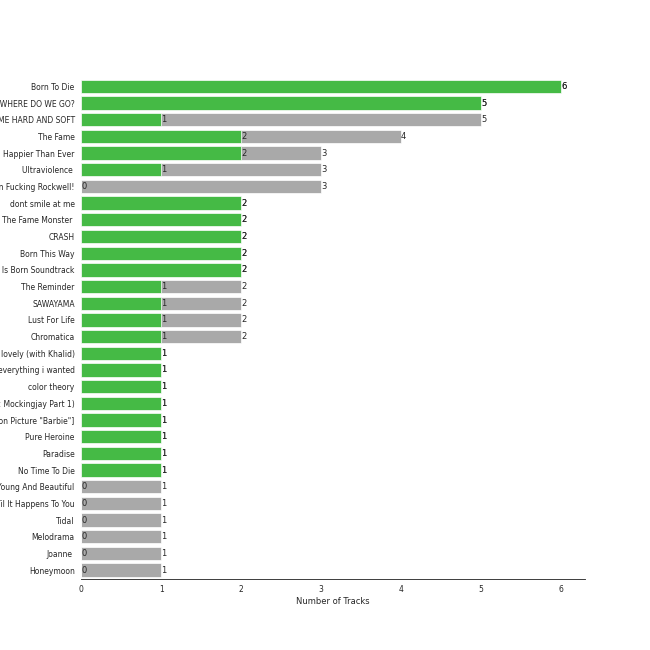 Born To Die 6
WHERE DO WE GO? 5
ME HARD AND SOFT 1 5
The Fame 2 4
Happier Than Ever 2 3
Ultraviolence 1 3
n Fucking Rockwell! 0 3
dont smile at me 2
The Fame Monster 2
CRASH 2
Born This Way 2
Is Born Soundtrack 2
The Reminder 1 2
SAWAYAMA 1 2
Lust For Life 1 2
Chromatica 1 2
lovely (with Khalid) 1
everything i wanted 1
color theory 1
Mockingjay Part 1) 1
on Picture "Barbie"] 1
Pure Heroine 1
Paradise 1
No Time To Die 1
Young And Beautiful 0 1
il It Happens To You 0 1
Tidal 0 1
Melodrama 0 1
Joanne 0 1
Honeymoon 0 1
0 1 2 3 4 5 6
Number of Tracks